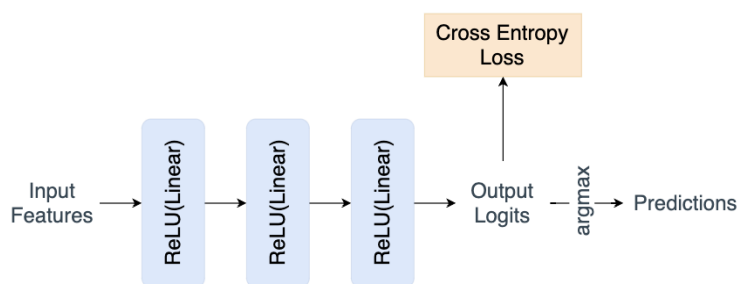 Cross Entropy
Loss
Input
Features
ReLU(Linear)
ReLU(Linear)
ReLU(Linear)
Output
Logits
argmax
Predictions